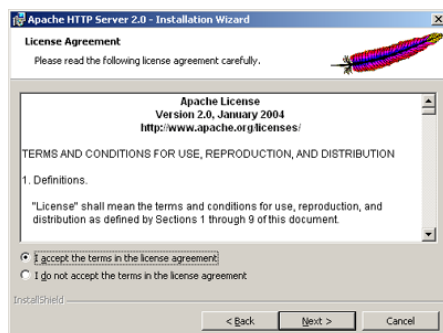 Apache HTTP Server 2.0 - Installation Wizard
License Agreement
Please read the following license agreement carefully.
Apache License
Version 2.0, January 2004
http://www.apache.org/licenses/
TERMS AND CONDITIONS FOR USE, REPRODUCTION, AND DISTRIBUTION
1. Definitions.
"License" shall mean the terms and conditions for use, reproduction, and
distribution as defined by Sections 1 through 9 of this document.
I accept the terms in the license agreement
I do not accept the terms in the license agreement
InstallShield
< Back
Next >
Cancel